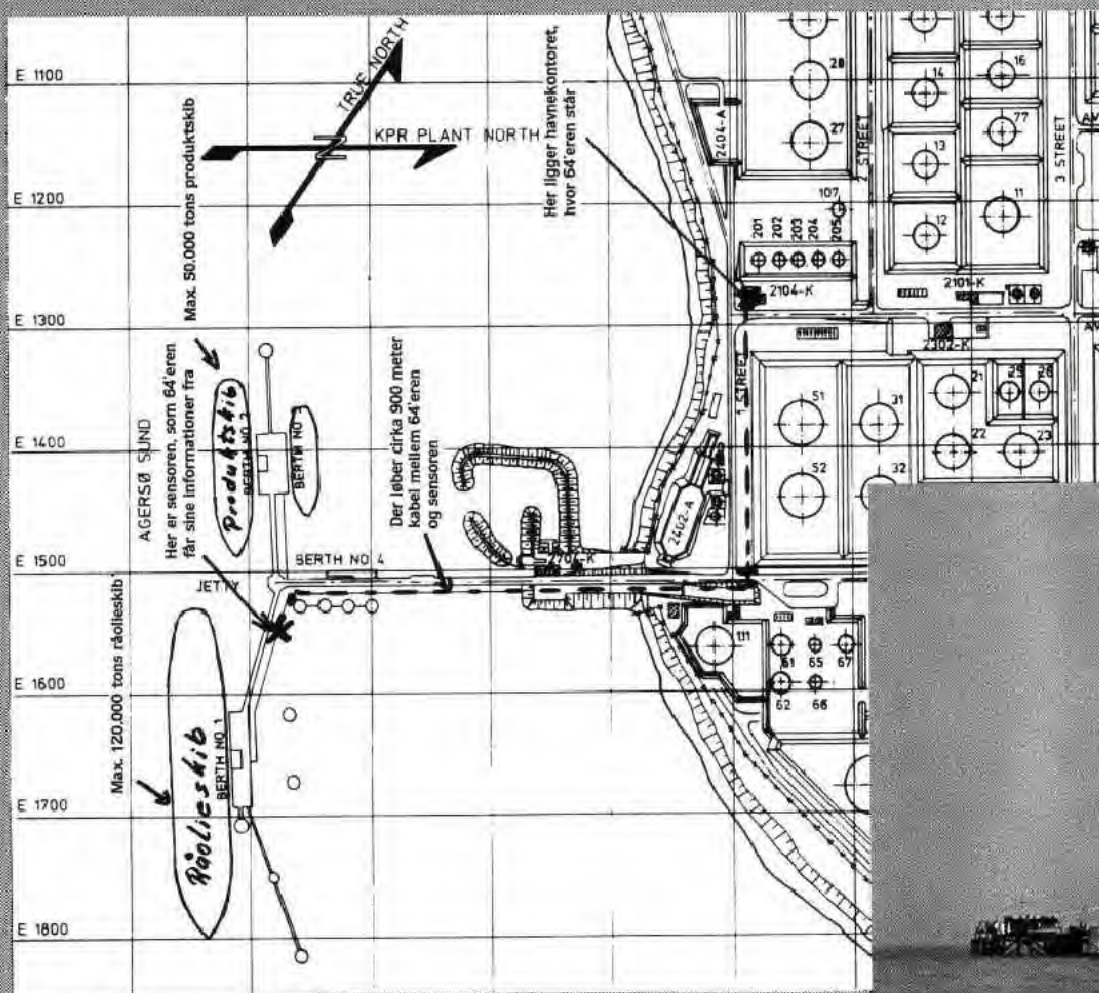 E 1100
E 1200
E 1300
E 1400
E 1500
E 1600
E 1700
E 1800
TRUE NORTH
N
KPR PLANT NORTH
Max. 50.000 tons produktskib
Her ligger havnekontoret,
hvor 64'eren står
AGERSØ SUND
Her er sensoren, som 64'eren
får sine informationer fra
Produktskib
BERTH NO 2
BERTH NO
Der løber cirka 900 meter
kabel mellem 64'eren
og sensoren
BERTH NO 4
JETTY
Max. 120.000 tons råolieskib
Råolieskib
BERTH NO 1
2704-K
2402-A
2404-A
1 STREET
2 STREET
3 STREET
28
27
14
16
13
77
12
11
107
201
202
203
204
205
2104-K
2101-K
2302-K
AV
AV
51
31
21
25
26
52
32
22
23
111
61
65
67
62
66